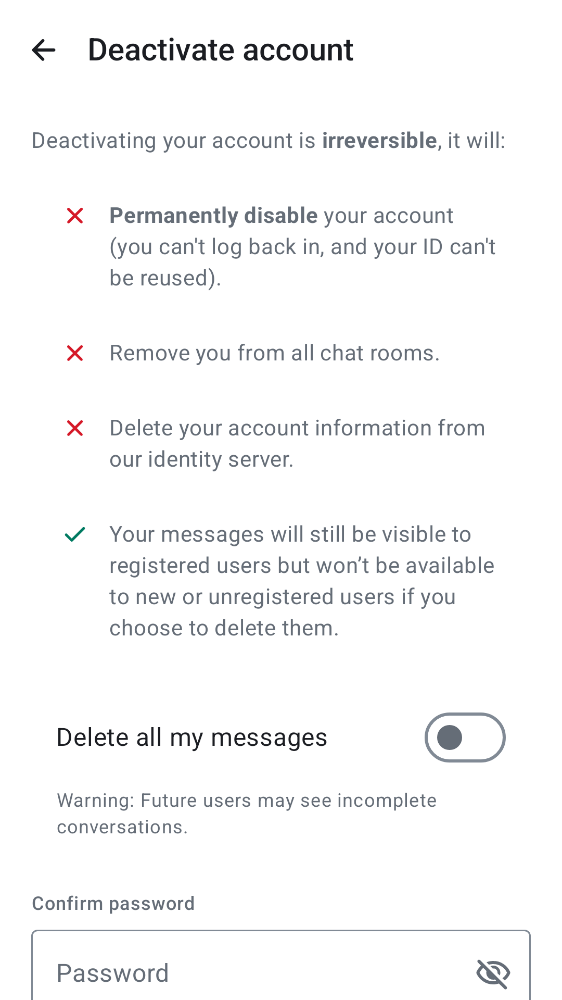 Deactivate account
Deactivating your account is irreversible, it will:
Permanently disable your account
(you can't log back in, and your ID can't
be reused).
Remove you from all chat rooms.
Delete your account information from
our identity server.
Your messages will still be visible to
registered users but won’t be available
to new or unregistered users if you
choose to delete them.
Delete all my messages
Warning: Future users may see incomplete
conversations.
Confirm password
Password